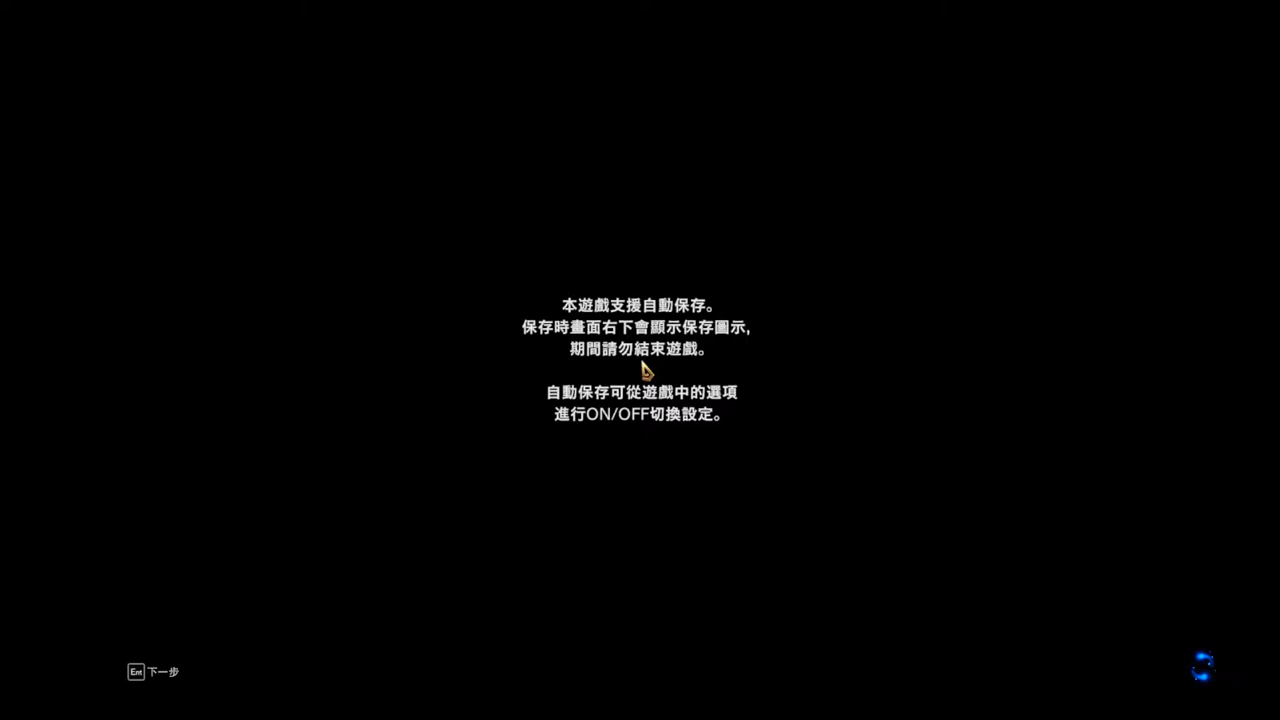 本遊戲支援自動保存。
保存時畫面右下會顯示保存圖示,
期間請勿結束遊戲。
自動保存可從遊戲中的選項
進行ON/OFF切換設定。
Ent 下一步